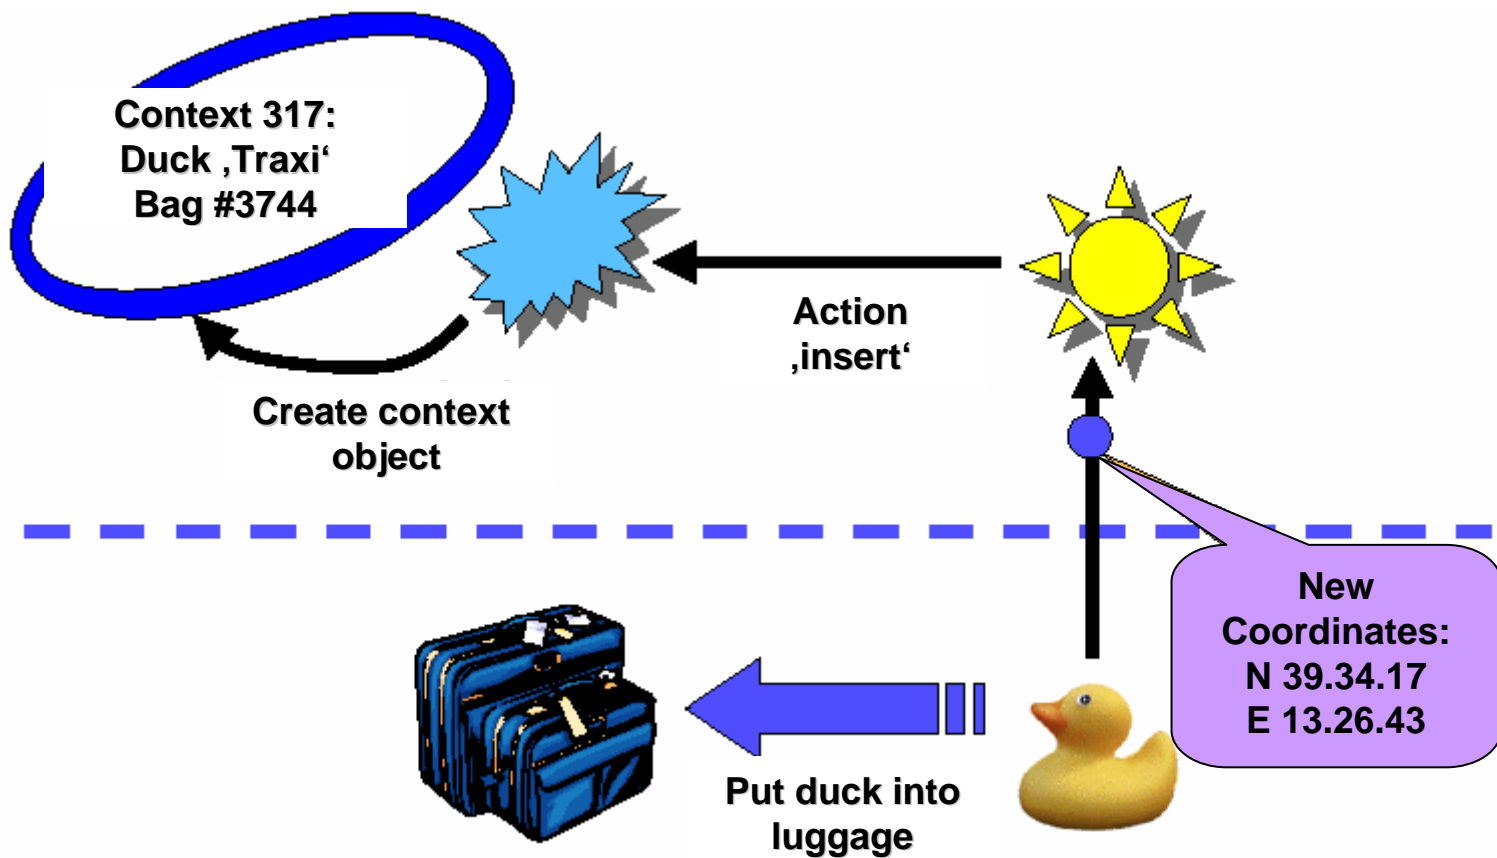 Context 317:
Duck ‚Traxi‘
Bag #3744
Action
‚insert‘
Create context
object
New
Coordinates:
N 39.34.17
E 13.26.43
Put duck into
luggage